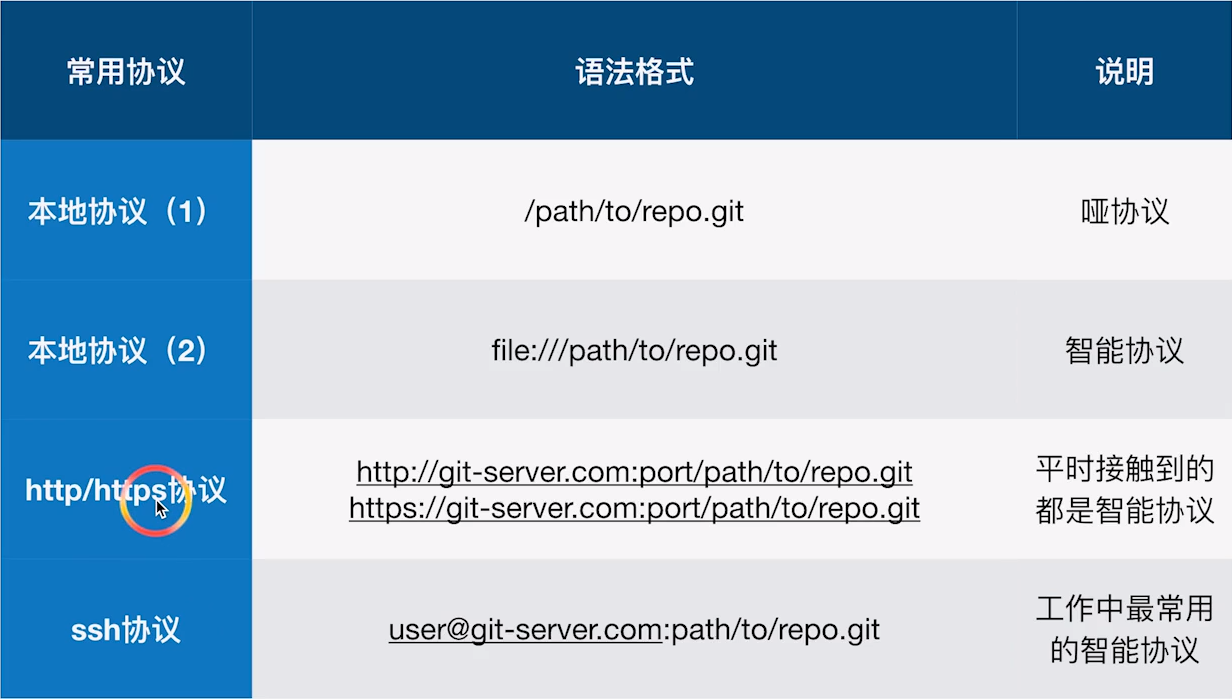 常用协议
语法格式
说明
本地协议（1）
/path/to/repo.git
哑协议
本地协议（2）
file:///path/to/repo.git
智能协议
http/https协议
http://git-server.com:port/path/to/repo.git
https://git-server.com:port/path/to/repo.git
平时接触到的
都是智能协议
ssh协议
user@git-server.com:path/to/repo.git
工作中最常用
的智能协议